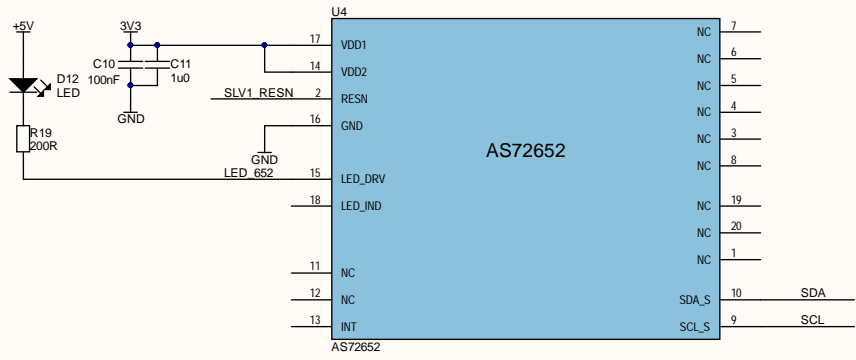 U4
+5V
3V3
17 VDD1
NC 7
C10
100nF
C11
1u0
14 VDD2
NC 6
D12
LED
SLV1_RESN 2 RESN
NC 5
GND
16 GND
NC 4
R19
200R
NC 3
AS72652
GND
NC 8
LED_652 15 LED_DRV
18 LED_IND
NC 19
NC 20
NC 1
11 NC
12 NC
SDA_S 10 SDA
13 INT
SCL_S 9 SCL
AS72652